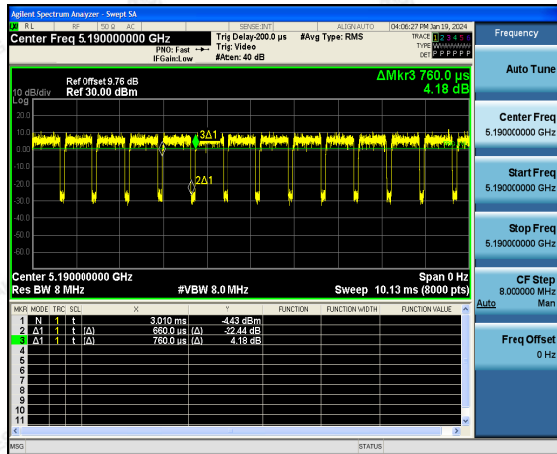 Agilent Spectrum Analyzer - Swept SA
RL RF 50 Ω AC SENSE:INT ALIGN AUTO 04:06:27 PM Jan 19, 2024
Center Freq 5.190000000 GHz
Trig Delay-200.0 µs #Avg Type: RMS
TRACE 1 2 3 4 5 6
PNO: Fast Trig: Video
TYPE WWWWWW
IFGain:Low #Atten: 40 dB
DET P P P P P P
ΔMkr3 760.0 µs
4.18 dB
Ref Offset 9.76 dB
10 dB/div Ref 30.00 dBm
Log
20.0
10.0
0.00
-10.0
-20.0
-30.0
-40.0
-50.0
-60.0
3Δ1
2Δ1
Center 5.190000000 GHz Span 0 Hz
Res BW 8 MHz #VBW 8.0 MHz Sweep 10.13 ms (8000 pts)
MKR MODE TRC SCL X Y FUNCTION FUNCTION WIDTH FUNCTION VALUE
1 N 1 t 3.010 ms -4.43 dBm
2 Δ1 1 t (Δ) 660.0 µs (Δ) -22.44 dB
3 Δ1 1 t (Δ) 760.0 µs (Δ) 4.18 dB
4
5
6
7
8
9
10
11
MSG STATUS
Frequency
Auto Tune
Center Freq
5.190000000 GHz
Start Freq
5.190000000 GHz
Stop Freq
5.190000000 GHz
CF Step
8.000000 MHz
Auto Man
Freq Offset
0 Hz